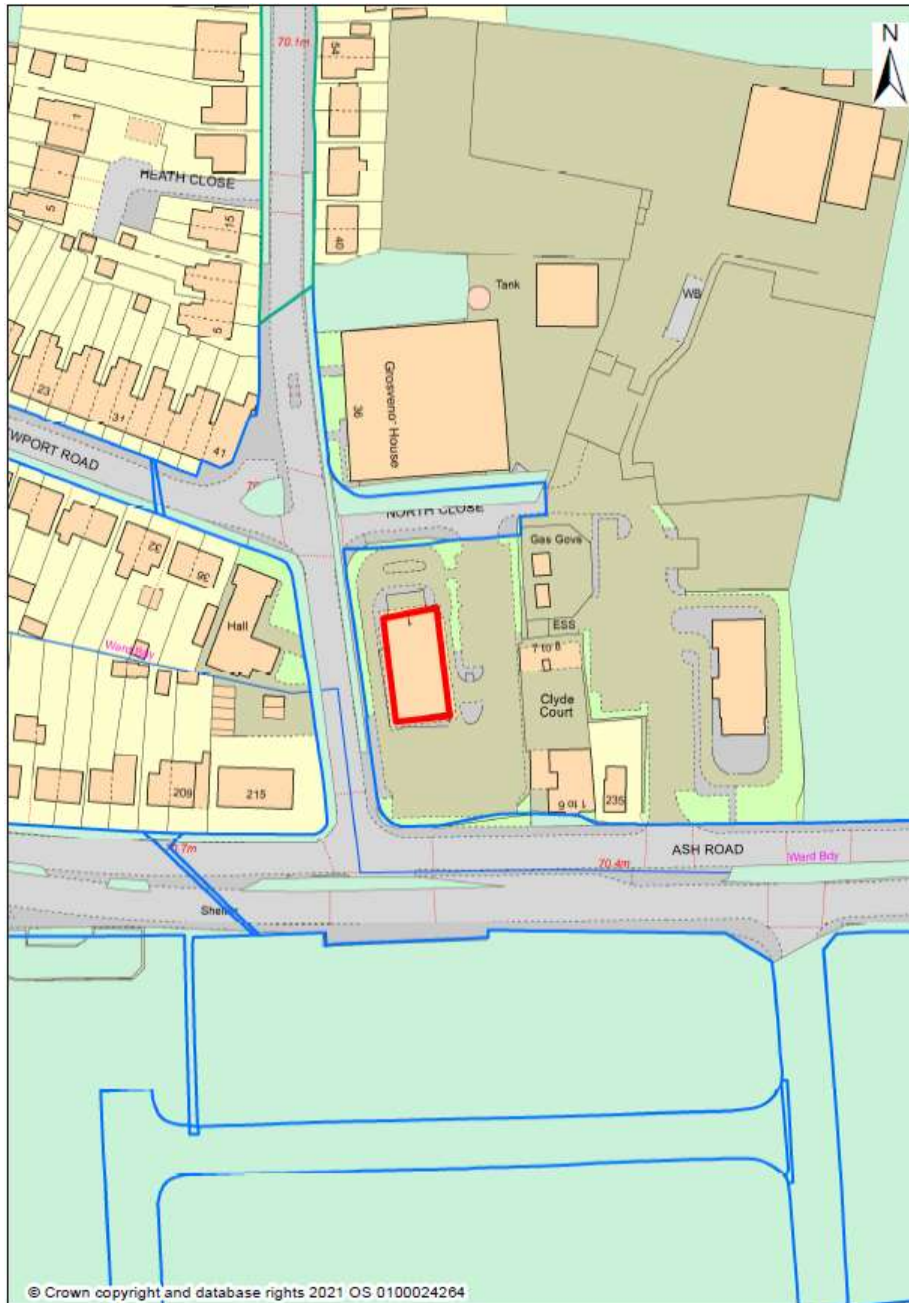 N
70.1m
54
1
HEATH CLOSE
5
15
40
5
Tank
WB
Grosvenor House
36
23
31
41
NORTH CLOSE
32
36
Hall
Ward Bdy
Gas Govs
ESS
7 to 8
1
Clyde
Court
209
215
1 to 6
235
ASH ROAD
70.4m
Ward Bdy
© Crown copyright and database rights 2021 OS 0100024264